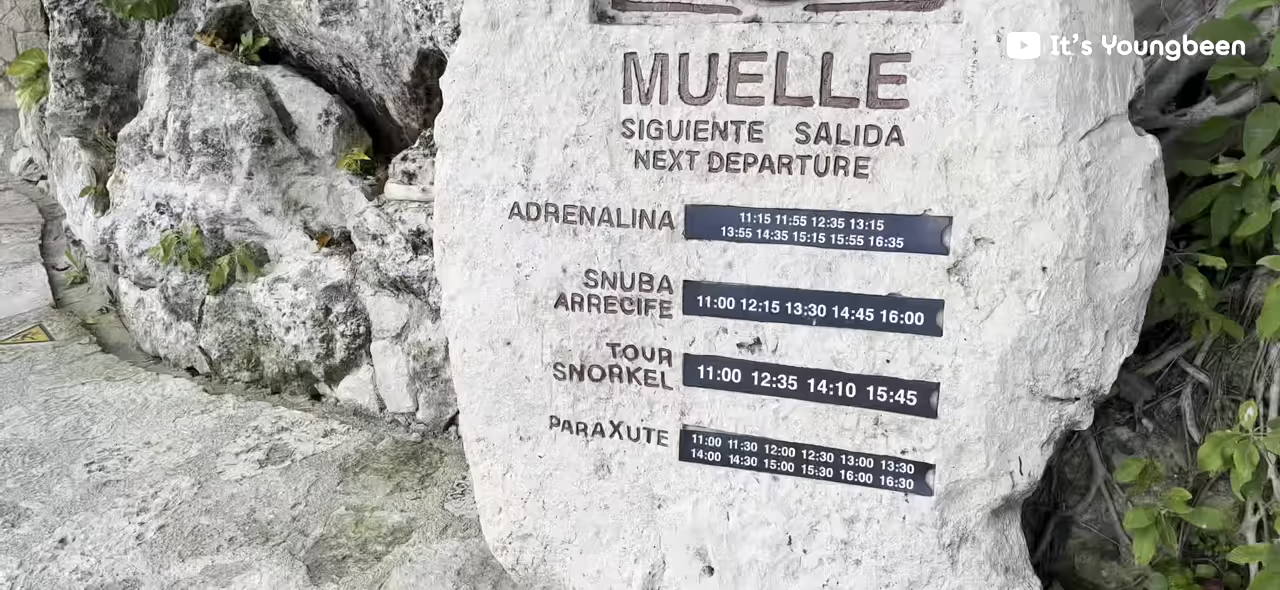 It's Youngbeen
MUELLE
SIGUIENTE SALIDA
NEXT DEPARTURE
ADRENALINA
11:15 11:55 12:35 13:15
13:55 14:35 15:15 15:55 16:35
SNUBA
ARRECIFE
11:00 12:15 13:30 14:45 16:00
TOUR
SNORKEL
11:00 12:35 14:10 15:45
PARAXUTE
11:00 11:30 12:00 12:30 13:00 13:30
14:00 14:30 15:00 15:30 16:00 16:30